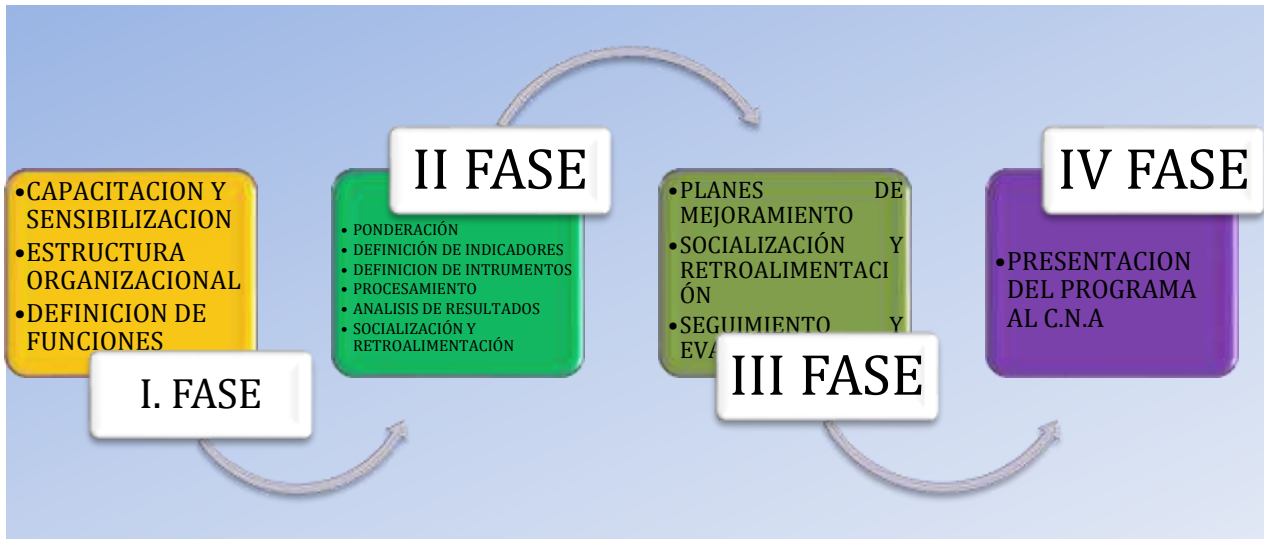 •CAPACITACION Y
SENSIBILIZACION
•ESTRUCTURA
ORGANIZACIONAL
•DEFINICION DE
FUNCIONES
I. FASE
II FASE
• PONDERACIÓN
• DEFINICIÓN DE INDICADORES
• DEFINICION DE INTRUMENTOS
• PROCESAMIENTO
• ANALISIS DE RESULTADOS
• SOCIALIZACIÓN Y
RETROALIMENTACIÓN
•PLANES DE
MEJORAMIENTO
•SOCIALIZACIÓN Y
RETROALIMENTACI
ÓN
•SEGUIMIENTO Y
III FASE
IV FASE
•PRESENTACION
DEL PROGRAMA
AL C.N.A